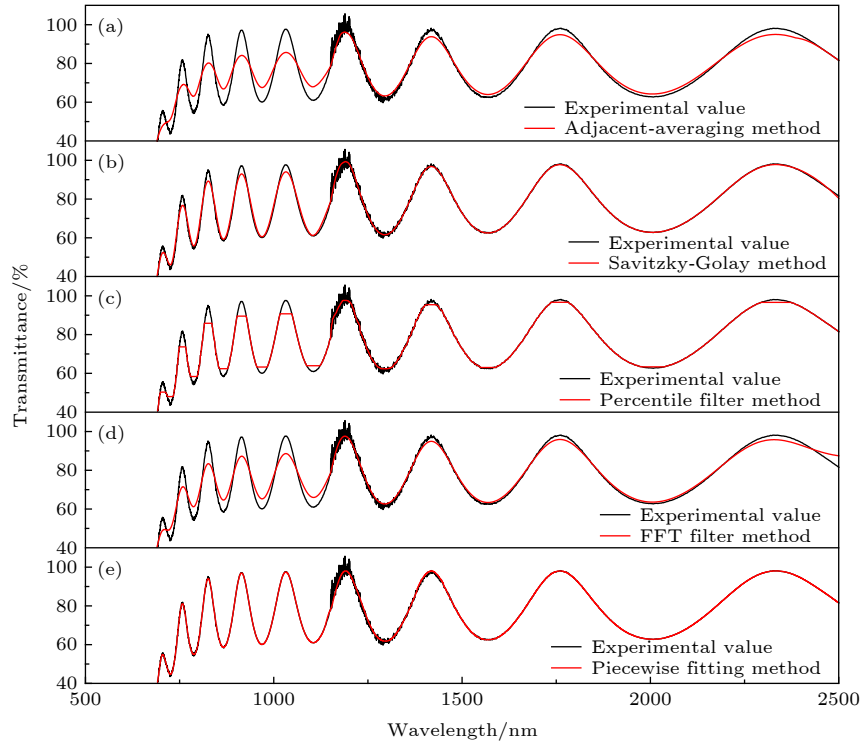 100
(a)
80
60
Experimental value
Adjacent-averaging method
40
100
(b)
80
60
Experimental value
Savitzky-Golay method
40
Transmittance/%
100
(c)
80
60
Experimental value
Percentile filter method
40
100
(d)
80
60
Experimental value
FFT filter method
40
100
(e)
80
60
Experimental value
Piecewise fitting method
40
500 1000 1500 2000 2500
Wavelength/nm